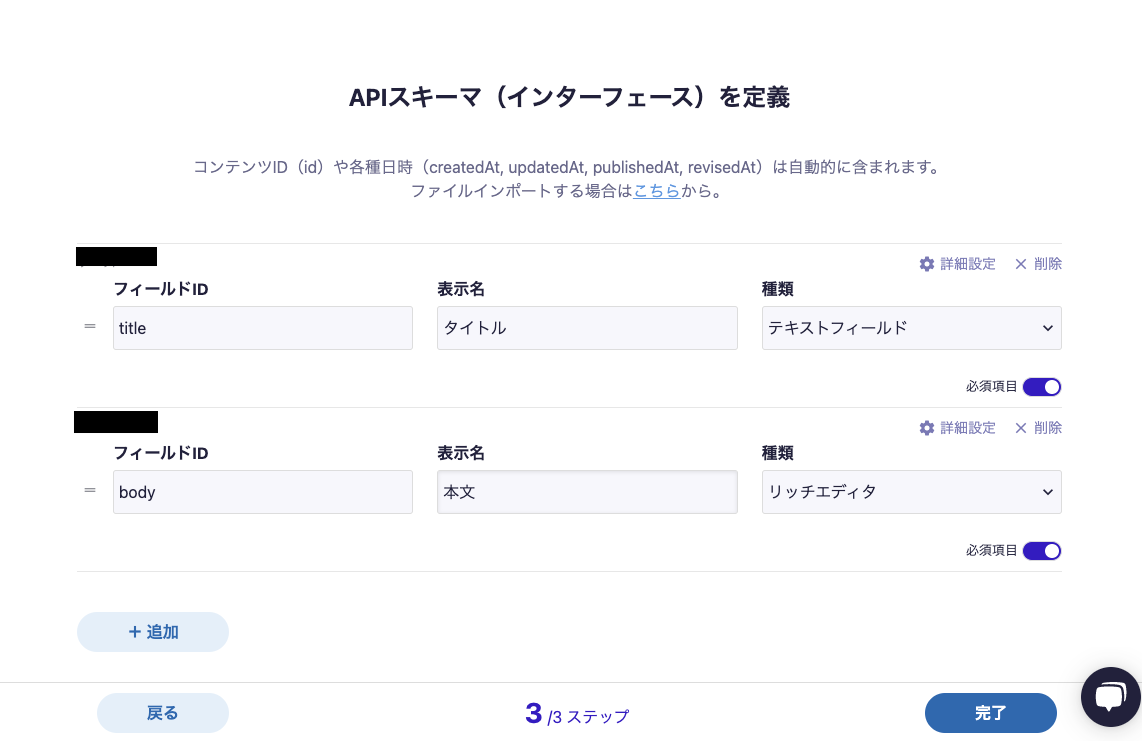 APIスキーマ（インターフェース）を定義
コンテンツID（id）や各種日時（createdAt, updatedAt, publishedAt, revisedAt）は自動的に含まれます。
ファイルインポートする場合はこちらから。
詳細設定 削除
フィールドID 表示名 種類
title タイトル テキストフィールド
必須項目
詳細設定 削除
フィールドID 表示名 種類
body 本文 リッチエディタ
必須項目
+ 追加
戻る 3 /3 ステップ 完了